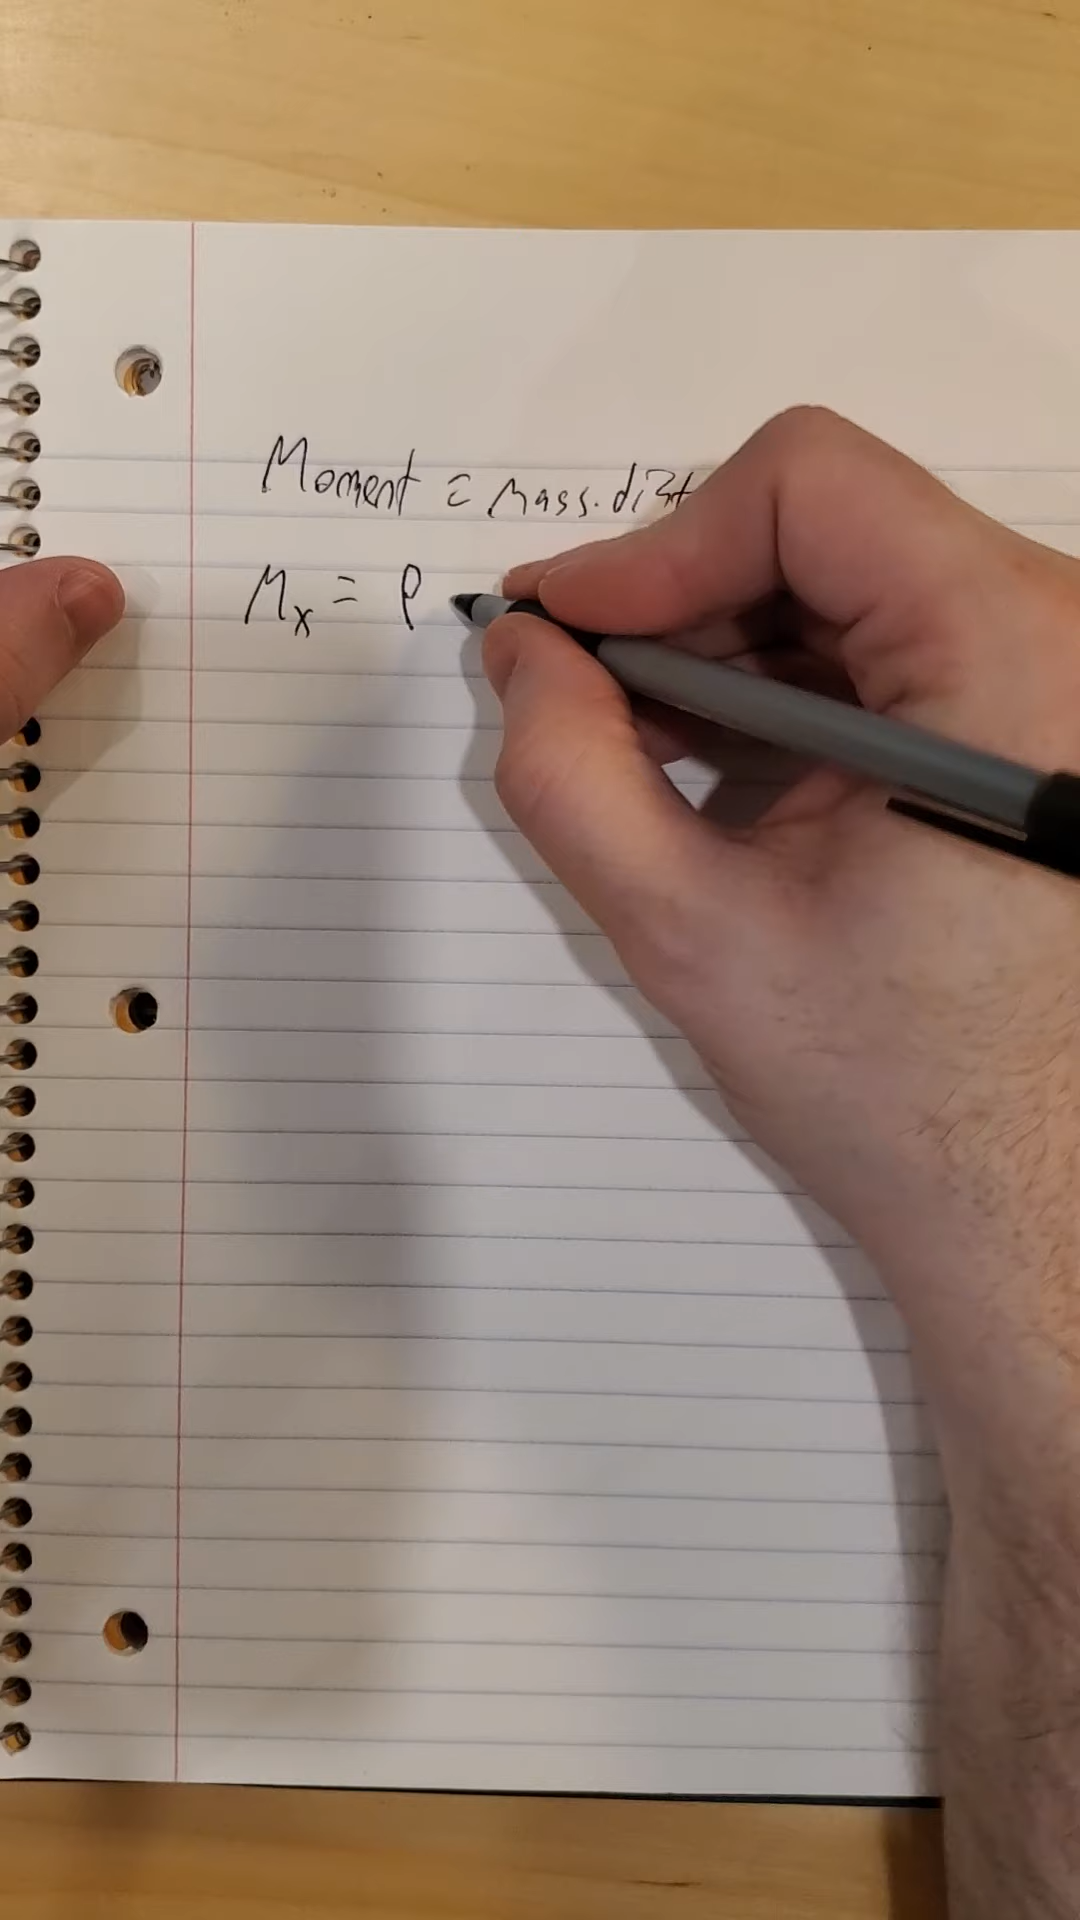 Moment = mass · dist
Mx = ρ